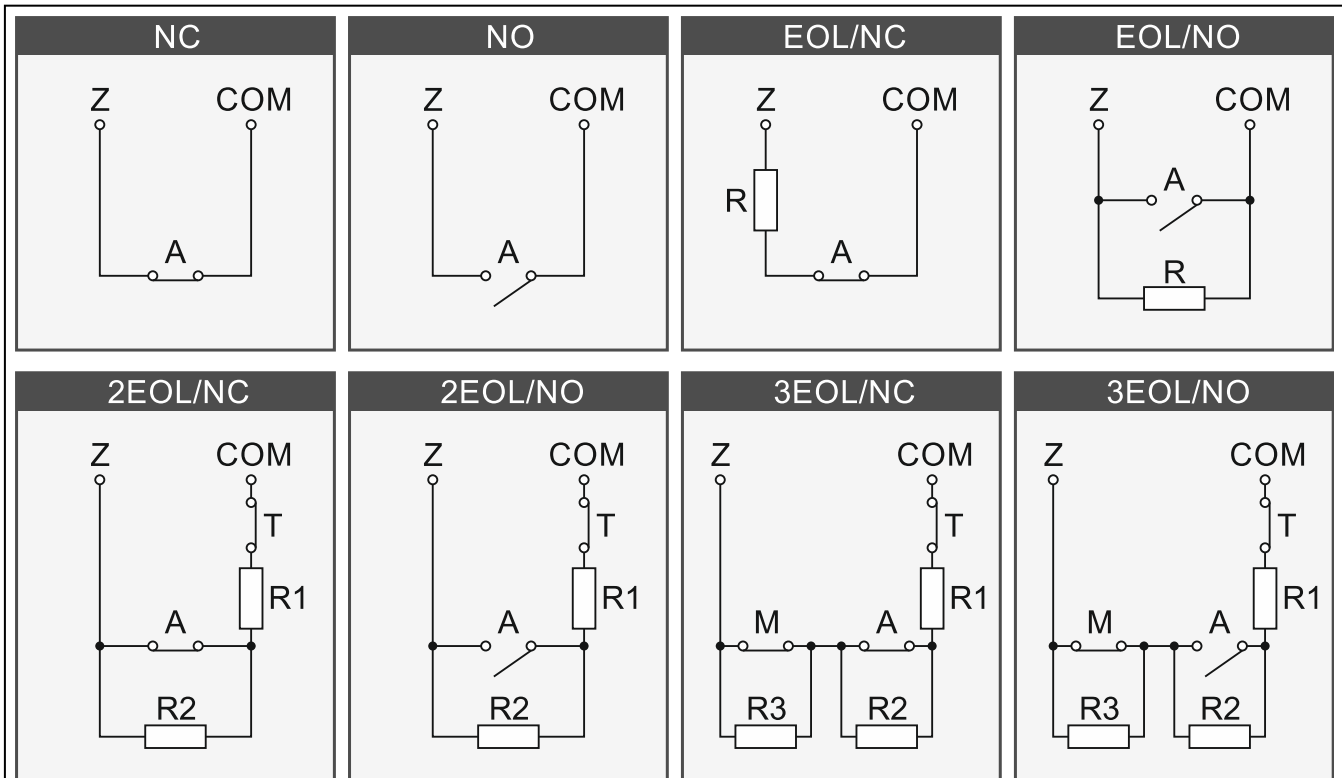 NC
Z COM
A
NO
Z COM
A
EOL/NC
Z COM
R
A
EOL/NO
Z COM
A
R
2EOL/NC
Z COM
T
R1
A
R2
2EOL/NO
Z COM
T
R1
A
R2
3EOL/NC
Z COM
T
R1
M A
R3 R2
3EOL/NO
Z COM
T
R1
M A
R3 R2